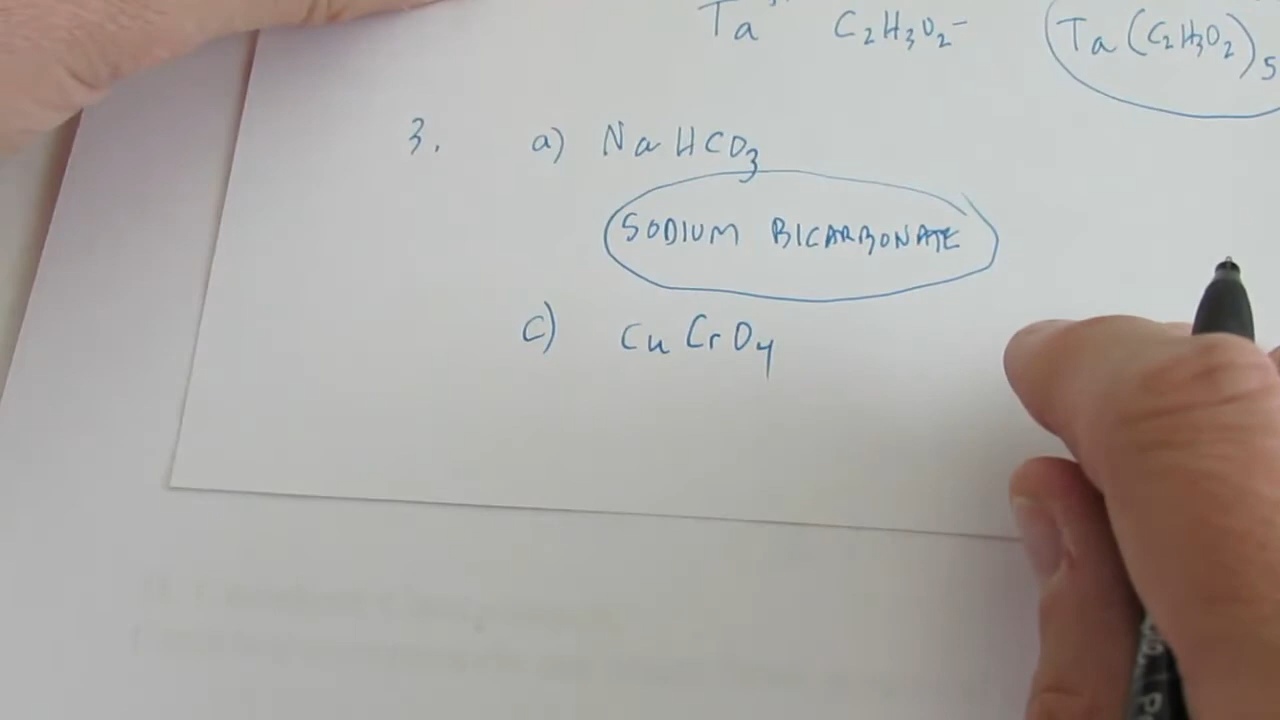 Ta C₂H₃O₂⁻ Ta(C₂H₃O₂)₅
3. a) NaHCO₃
SODIUM BICARBONATE
c) CuCrO₄